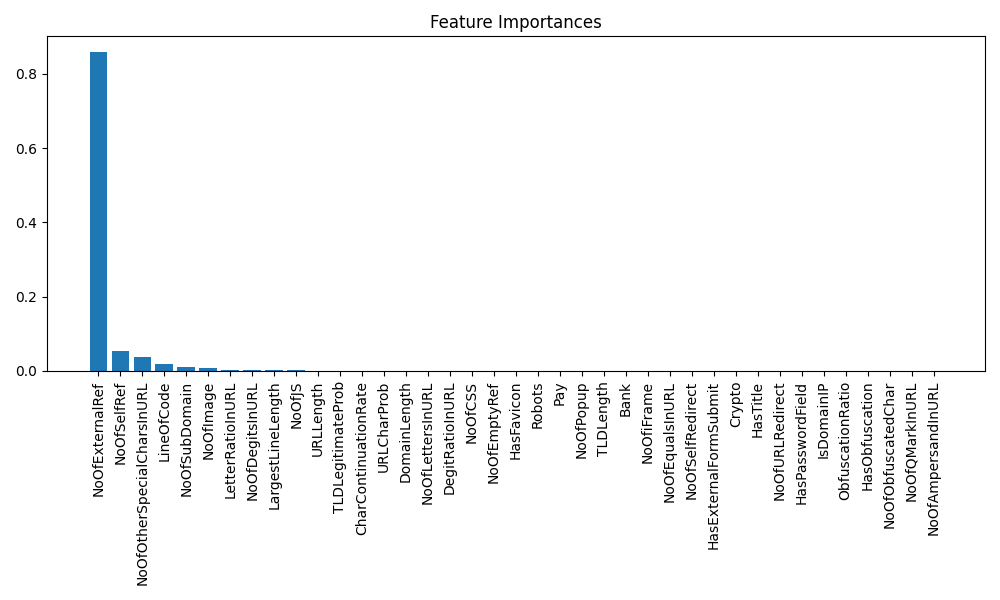 Feature Importances
0.8
0.6
0.4
0.2
0.0
NoOfExternalRef
NoOfSelfRef
NoOfOtherSpecialCharsInURL
LineOfCode
NoOfSubDomain
NoOfImage
LetterRatioInURL
NoOfDegitsInURL
LargestLineLength
NoOfJS
URLLength
TLDLegitimateProb
CharContinuationRate
URLCharProb
DomainLength
NoOfLettersInURL
DegitRatioInURL
NoOfCSS
NoOfEmptyRef
HasFavicon
Robots
Pay
NoOfPopup
TLDLength
Bank
NoOfiFrame
NoOfEqualsInURL
NoOfSelfRedirect
HasExternalFormSubmit
Crypto
HasTitle
NoOfURLRedirect
HasPasswordField
IsDomainIP
ObfuscationRatio
HasObfuscation
NoOfObfuscatedChar
NoOfQMarkInURL
NoOfAmpersandInURL